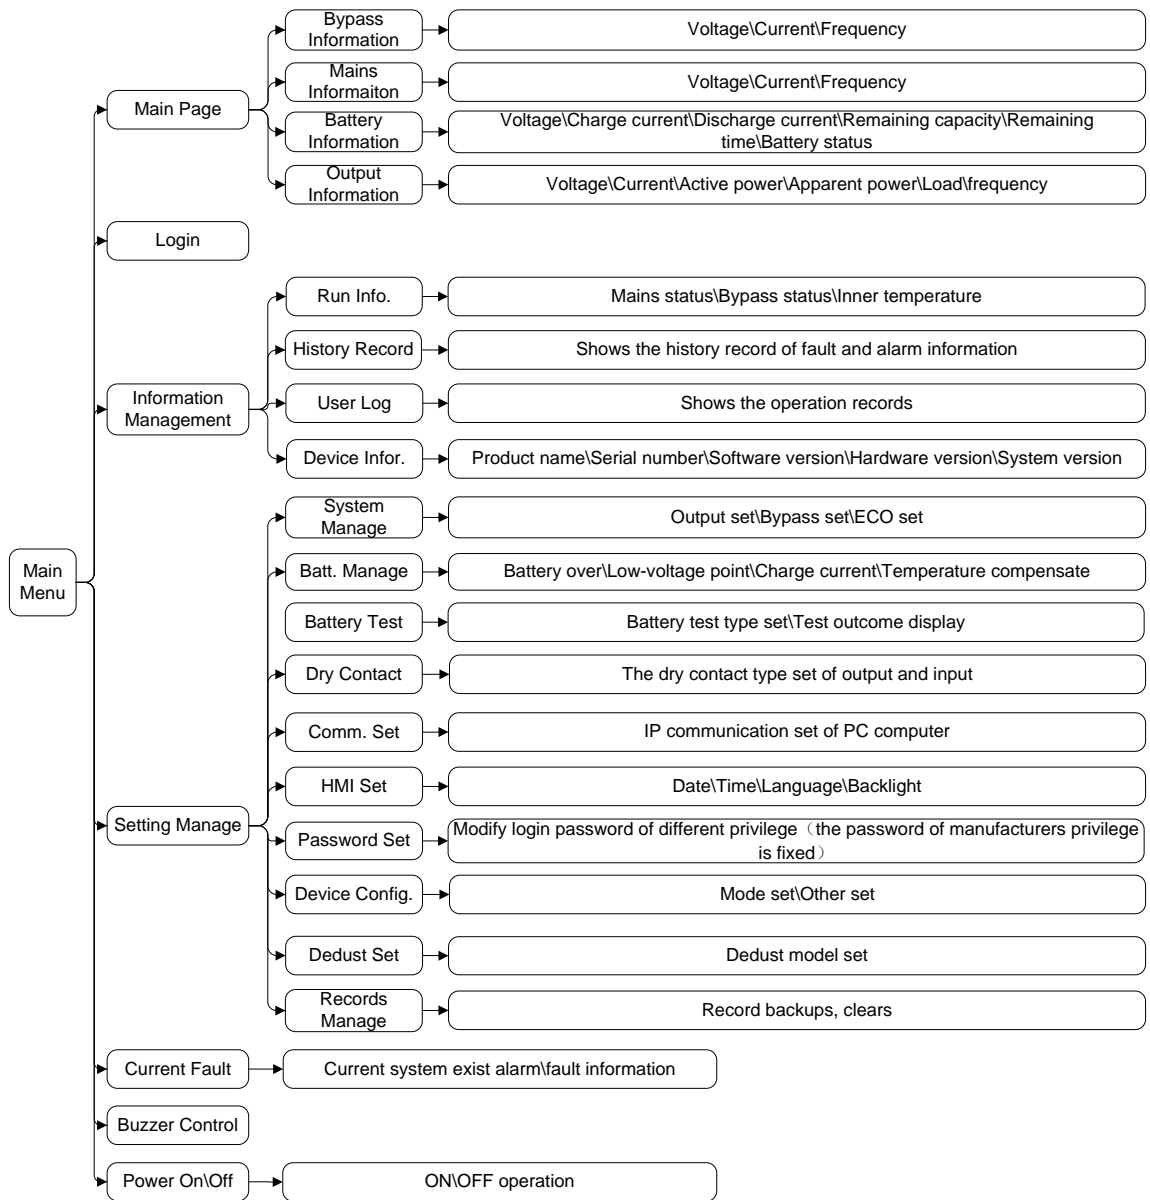 Bypass
Information
Voltage\Current\Frequency
Mains
Informaiton
Voltage\Current\Frequency
Main Page
Battery
Information
Voltage\Charge current\Discharge current\Remaining capacity\Remaining
time\Battery status
Output
Information
Voltage\Current\Active power\Apparent power\Load\frequency
Login
Run Info.
Mains status\Bypass status\Inner temperature
History Record
Shows the history record of fault and alarm information
Information
Management
User Log
Shows the operation records
Device Infor.
Product name\Serial number\Software version\Hardware version\System version
System
Manage
Output set\Bypass set\ECO set
Main
Menu
Batt. Manage
Battery over\Low-voltage point\Charge current\Temperature compensate
Battery Test
Battery test type set\Test outcome display
Dry Contact
The dry contact type set of output and input
Comm. Set
IP communication set of PC computer
HMI Set
Date\Time\Language\Backlight
Setting Manage
Password Set
Modify login password of different privilege（the password of manufacturers privilege
is fixed）
Device Config.
Mode set\Other set
Dedust Set
Dedust model set
Records
Manage
Record backups, clears
Current Fault
Current system exist alarm\fault information
Buzzer Control
Power On\Off
ON\OFF operation